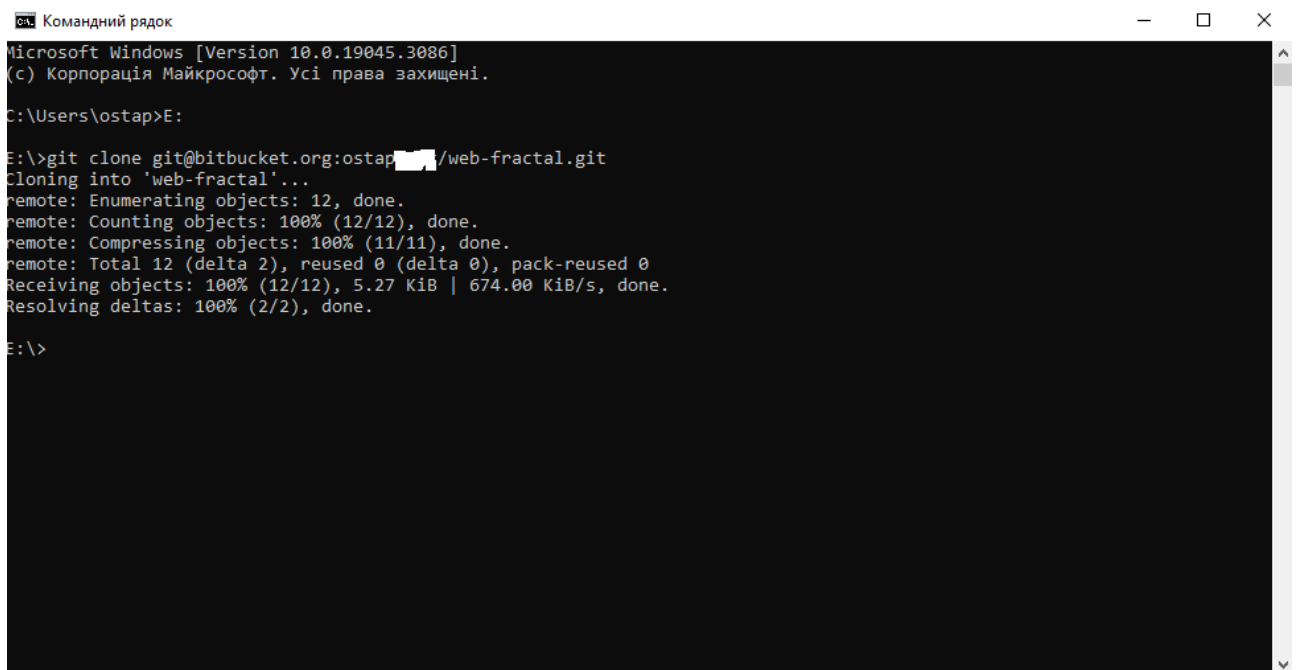 Командний рядок
Microsoft Windows [Version 10.0.19045.3086]
(c) Корпорація Майкрософт. Усі права захищені.
C:\Users\ostap>E:
E:\>git clone git@bitbucket.org:ostap /web-fractal.git
Cloning into 'web-fractal'...
remote: Enumerating objects: 12, done.
remote: Counting objects: 100% (12/12), done.
remote: Compressing objects: 100% (11/11), done.
remote: Total 12 (delta 2), reused 0 (delta 0), pack-reused 0
Receiving objects: 100% (12/12), 5.27 KiB | 674.00 KiB/s, done.
Resolving deltas: 100% (2/2), done.
E:\>